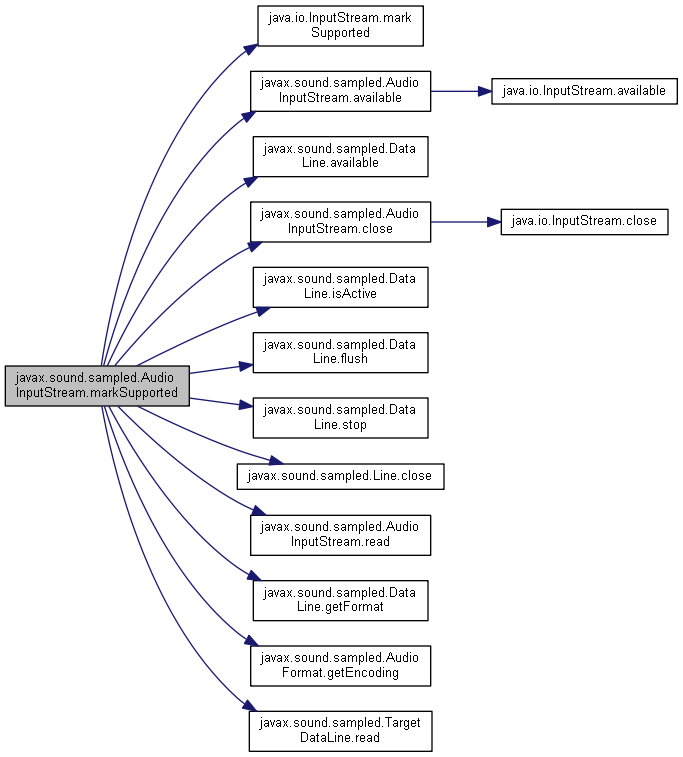 java.io.InputStream.mark
Supported
javax.sound.sampled.Audio
InputStream.available
java.io.InputStream.available
javax.sound.sampled.Data
Line.available
javax.sound.sampled.Audio
InputStream.close
java.io.InputStream.close
javax.sound.sampled.Data
Line.isActive
javax.sound.sampled.Data
Line.flush
javax.sound.sampled.Audio
InputStream.markSupported
javax.sound.sampled.Data
Line.stop
javax.sound.sampled.Line.close
javax.sound.sampled.Audio
InputStream.read
javax.sound.sampled.Data
Line.getFormat
javax.sound.sampled.Audio
Format.getEncoding
javax.sound.sampled.Target
DataLine.read